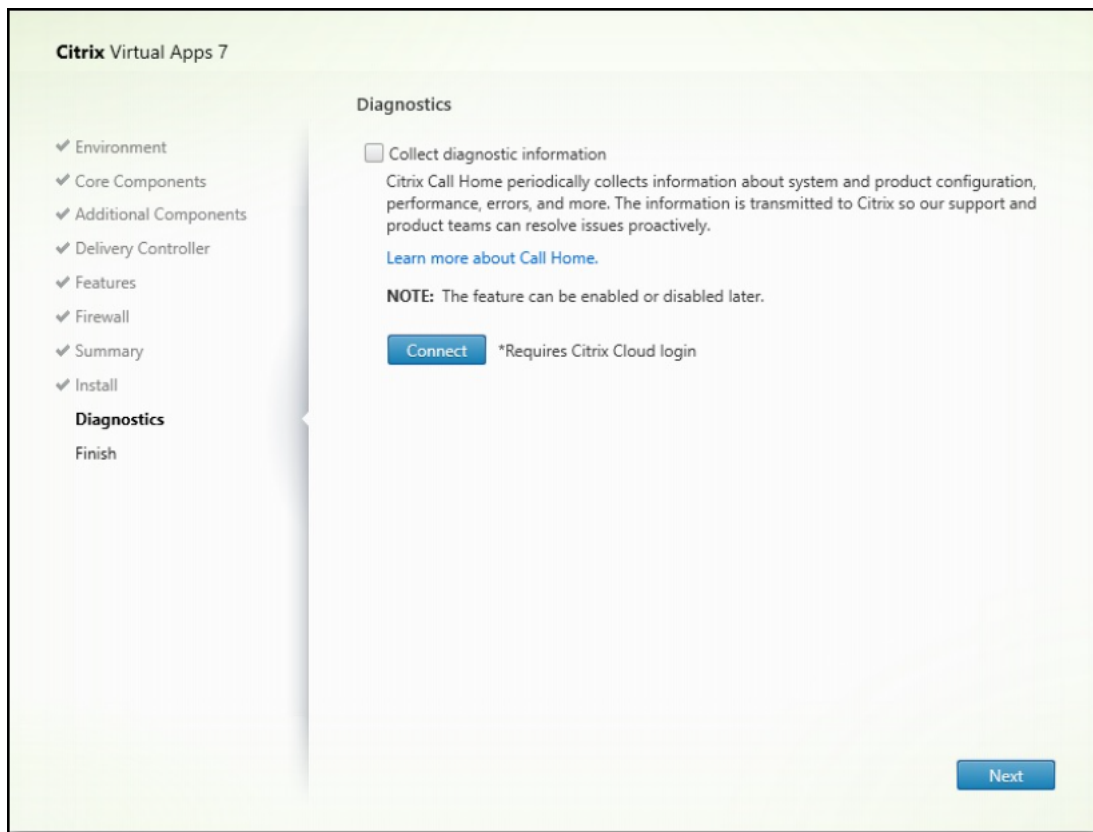 Citrix Virtual Apps 7
Environment
Core Components
Additional Components
Delivery Controller
Features
Firewall
Summary
Install
Diagnostics
Finish
Diagnostics
Collect diagnostic information
Citrix Call Home periodically collects information about system and product configuration,
performance, errors, and more. The information is transmitted to Citrix so our support and
product teams can resolve issues proactively.
Learn more about Call Home.
NOTE: The feature can be enabled or disabled later.
Connect *Requires Citrix Cloud login
Next